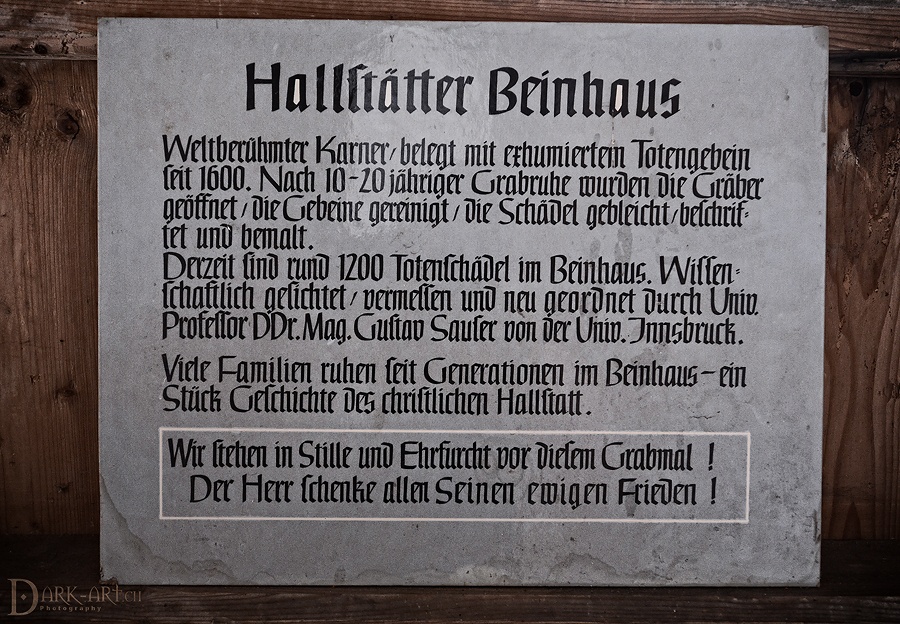 Hallſtätter Beinhaus
Weltberühmter Karner, belegt mit exhumiertem Totengebein
ſeit 1600. Nach 10-20 jähriger Grabruhe wurden die Gräber
geöffnet, die Gebeine gereinigt, die Schädel gebleicht, beſchrif-
tet und bemalt.
Derzeit ſind rund 1200 Totenſchädel im Beinhaus. Wiſſen-
ſchaftlich geſichtet, vermeſſen und neu geordnet durch Univ.
Profeſſor DDr. Mag. Guſtav Sauſer von der Univ. Innsbruck.
Viele Familien ruhen ſeit Generationen im Beinhaus – ein
Stück Geſchichte des chriſtlichen Hallſtatt.
Wir ſtehen in Stille und Ehrfurcht vor dieſem Grabmal !
Der Herr ſchenke allen Seinen ewigen Frieden !
DARK-ART.CH
Photography